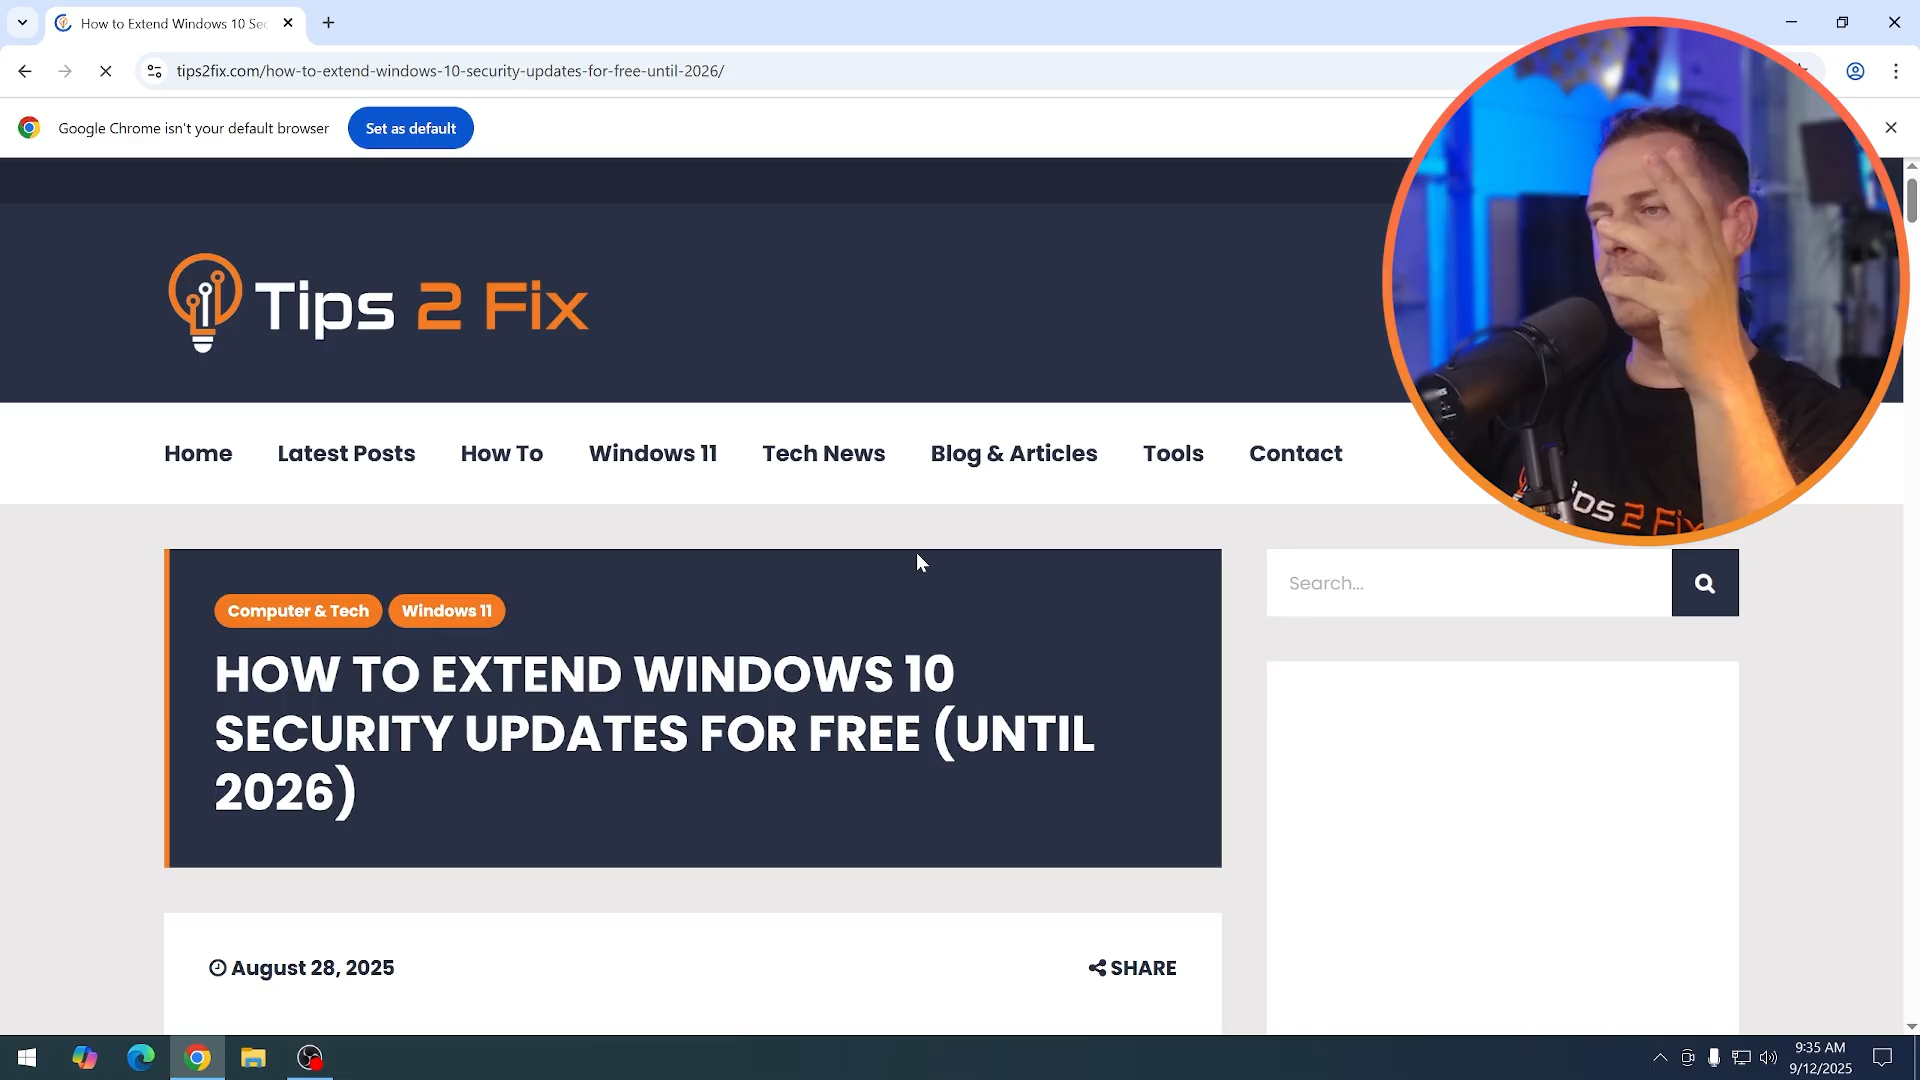 How to Extend Windows 10 Sec
tips2fix.com/how-to-extend-windows-10-security-updates-for-free-until-2026/
Google Chrome isn't your default browser
Set as default
Tips 2 Fix
Home
Latest Posts
How To
Windows 11
Tech News
Blog & Articles
Tools
Contact
ps 2 Fix
Search...
Computer & Tech
Windows 11
HOW TO EXTEND WINDOWS 10
SECURITY UPDATES FOR FREE (UNTIL
2026)
August 28, 2025
SHARE
9:35 AM
9/12/2025